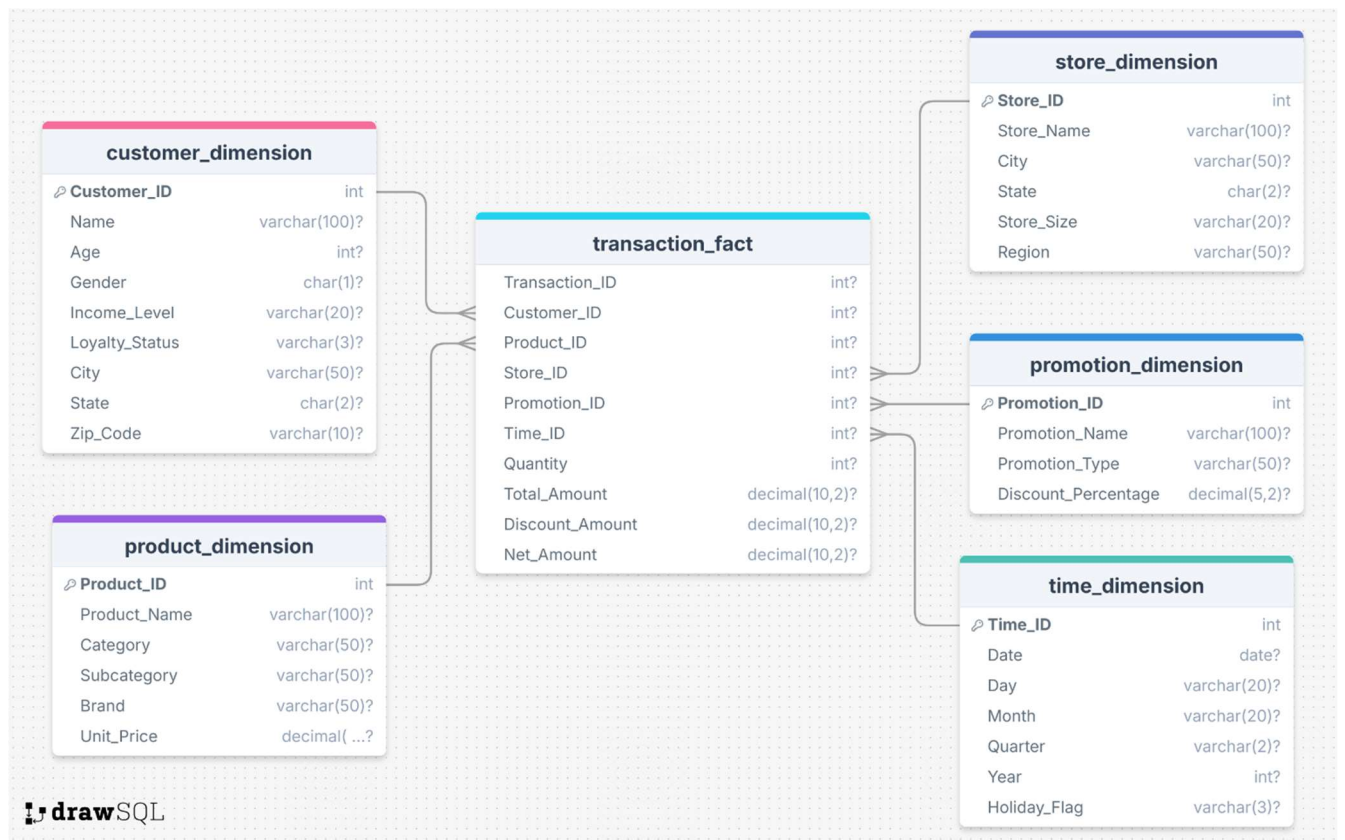 customer_dimension
Customer_ID int
Name varchar(100)?
Age int?
Gender char(1)?
Income_Level varchar(20)?
Loyalty_Status varchar(3)?
City varchar(50)?
State char(2)?
Zip_Code varchar(10)?
product_dimension
Product_ID int
Product_Name varchar(100)?
Category varchar(50)?
Subcategory varchar(50)?
Brand varchar(50)?
Unit_Price decimal( ...?
transaction_fact
Transaction_ID int?
Customer_ID int?
Product_ID int?
Store_ID int?
Promotion_ID int?
Time_ID int?
Quantity int?
Total_Amount decimal(10,2)?
Discount_Amount decimal(10,2)?
Net_Amount decimal(10,2)?
store_dimension
Store_ID int
Store_Name varchar(100)?
City varchar(50)?
State char(2)?
Store_Size varchar(20)?
Region varchar(50)?
promotion_dimension
Promotion_ID int
Promotion_Name varchar(100)?
Promotion_Type varchar(50)?
Discount_Percentage decimal(5,2)?
time_dimension
Time_ID int
Date date?
Day varchar(20)?
Month varchar(20)?
Quarter varchar(2)?
Year int?
Holiday_Flag varchar(3)?
drawSQL